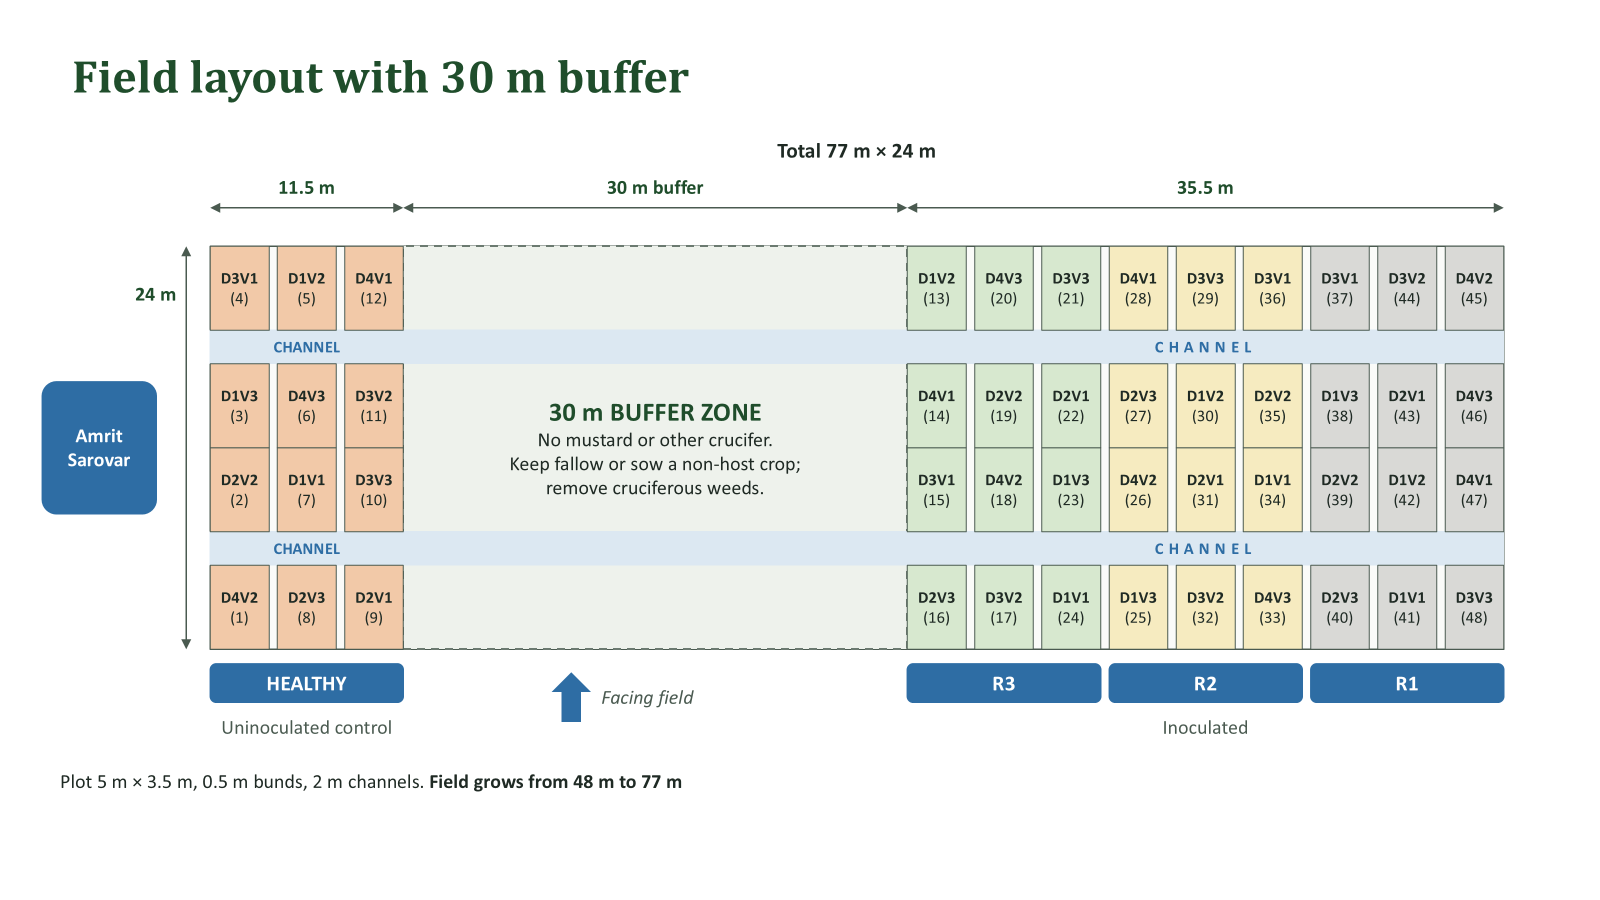 Field layout with 30 m buffer
Total 77 m × 24 m
11.5 m
30 m buffer
35.5 m
24 m
D3V1 D1V2 D4V1 D1V2 D4V3 D3V3 D4V1 D3V3 D3V1 D3V1 D3V2 D4V2
(4) (5) (12) (13) (20) (21) (28) (29) (36) (37) (44) (45)
CHANNEL CHANNEL
D1V3 D4V3 D3V2 D4V1 D2V2 D2V1 D2V3 D1V2 D2V2 D1V3 D2V1 D4V3
(3) (6) (11) (14) (19) (22) (27) (30) (35) (38) (43) (46)
Amrit
Sarovar
30 m BUFFER ZONE
No mustard or other crucifer.
Keep fallow or sow a non-host crop;
remove cruciferous weeds.
D2V2 D1V1 D3V3 D3V1 D4V2 D1V3 D4V2 D2V1 D1V1 D2V2 D1V2 D4V1
(2) (7) (10) (15) (18) (23) (26) (31) (34) (39) (42) (47)
CHANNEL CHANNEL
D4V2 D2V3 D2V1 D2V3 D3V2 D1V1 D1V3 D3V2 D4V3 D2V3 D1V1 D3V3
(1) (8) (9) (16) (17) (24) (25) (32) (33) (40) (41) (48)
HEALTHY
R3
R2
R1
Facing field
Uninoculated control
Inoculated
Plot 5 m × 3.5 m, 0.5 m bunds, 2 m channels. Field grows from 48 m to 77 m